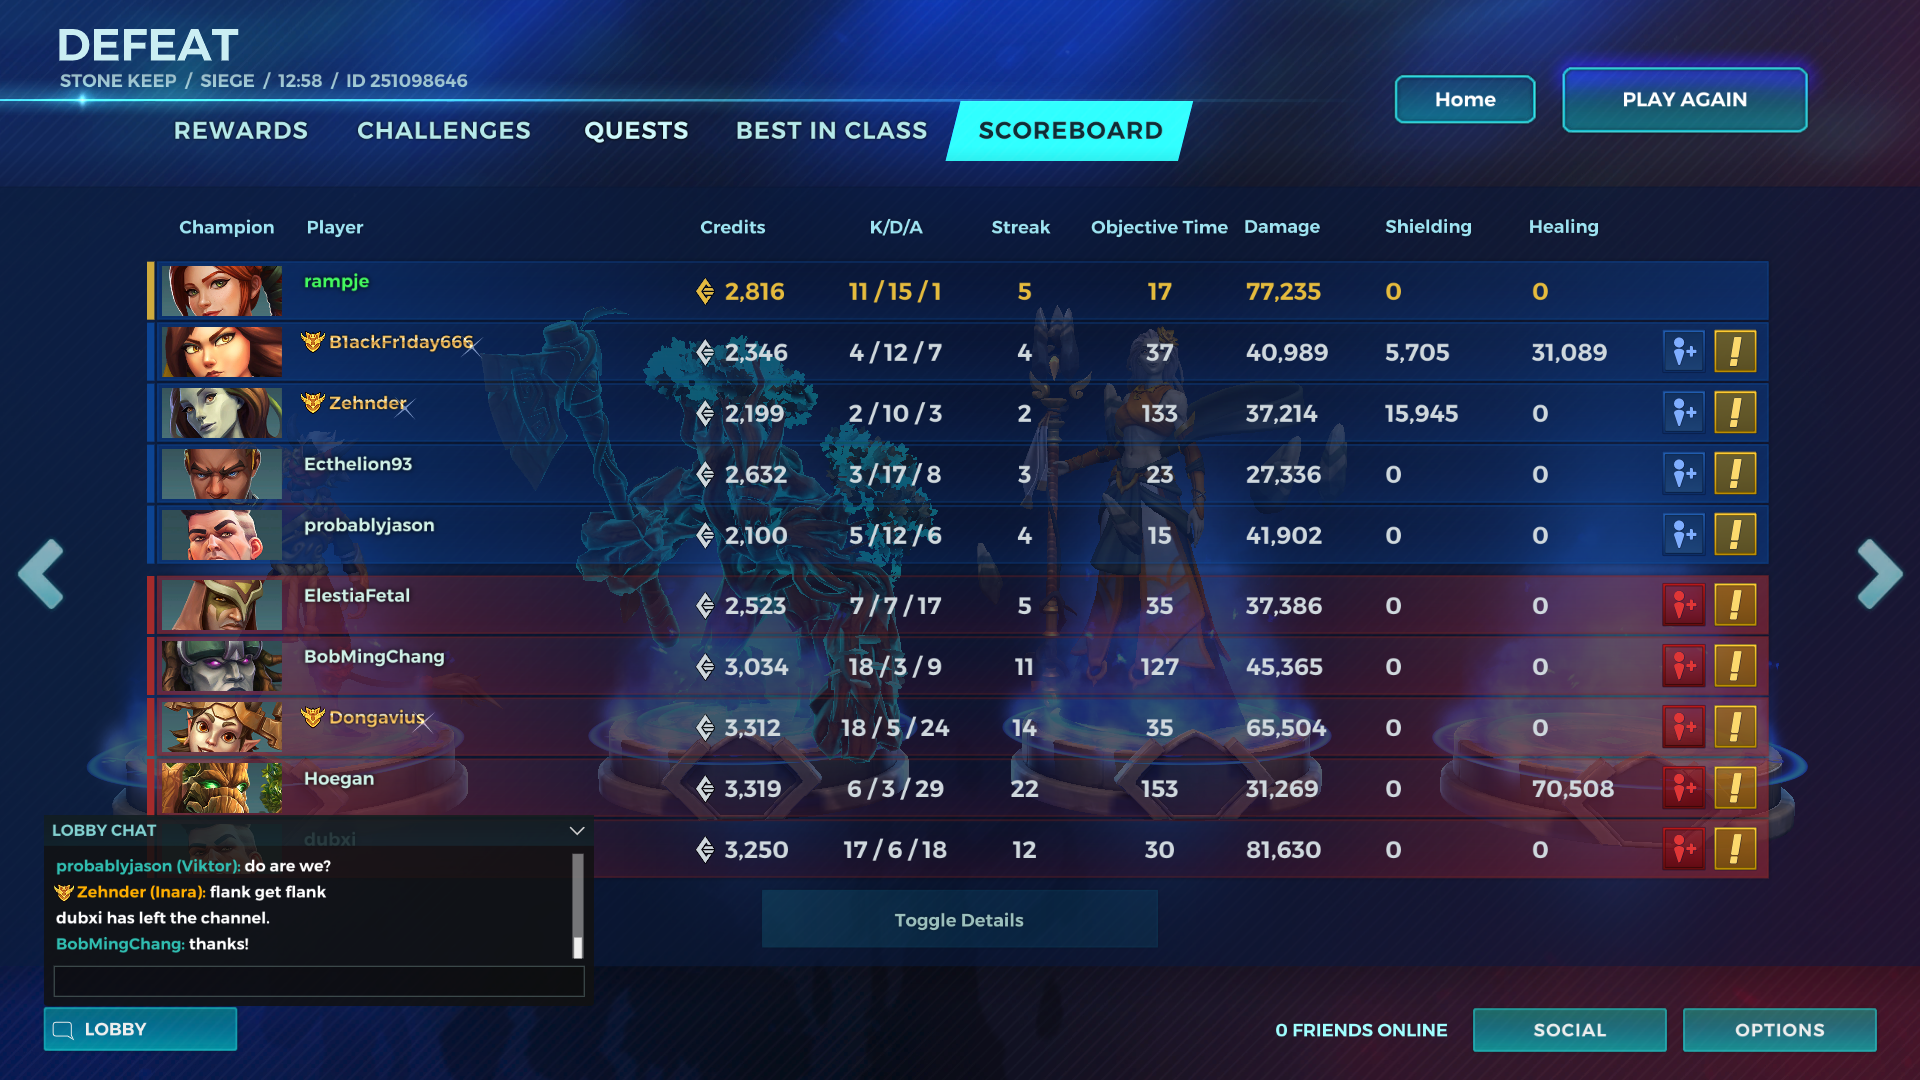 DEFEAT
STONE KEEP / SIEGE / 12:58 / ID 251098646
Home
PLAY AGAIN
REWARDS CHALLENGES QUESTS BEST IN CLASS SCOREBOARD
Champion Player Credits K/D/A Streak Objective Time Damage Shielding Healing
rampje 2,816 11 / 15 / 1 5 17 77,235 0 0
B1ackFr1day666 2,346 4 / 12 / 7 4 37 40,989 5,705 31,089
Zehnder 2,199 2 / 10 / 3 2 133 37,214 15,945 0
Ecthelion93 2,632 3 / 17 / 8 3 23 27,336 0 0
probablyjason 2,100 5 / 12 / 6 4 15 41,902 0 0
ElestiaFetal 2,523 7 / 7 / 17 5 35 37,386 0 0
BobMingChang 3,034 18 / 3 / 9 11 127 45,365 0 0
Dongavius 3,312 18 / 5 / 24 14 35 65,504 0 0
Hoegan 3,319 6 / 3 / 29 22 153 31,269 0 70,508
dubxi 3,250 17 / 6 / 18 12 30 81,630 0 0
LOBBY CHAT
probablyjason (Viktor): do are we?
Zehnder (Inara): flank get flank
dubxi has left the channel.
BobMingChang: thanks!
Toggle Details
LOBBY
0 FRIENDS ONLINE
SOCIAL
OPTIONS